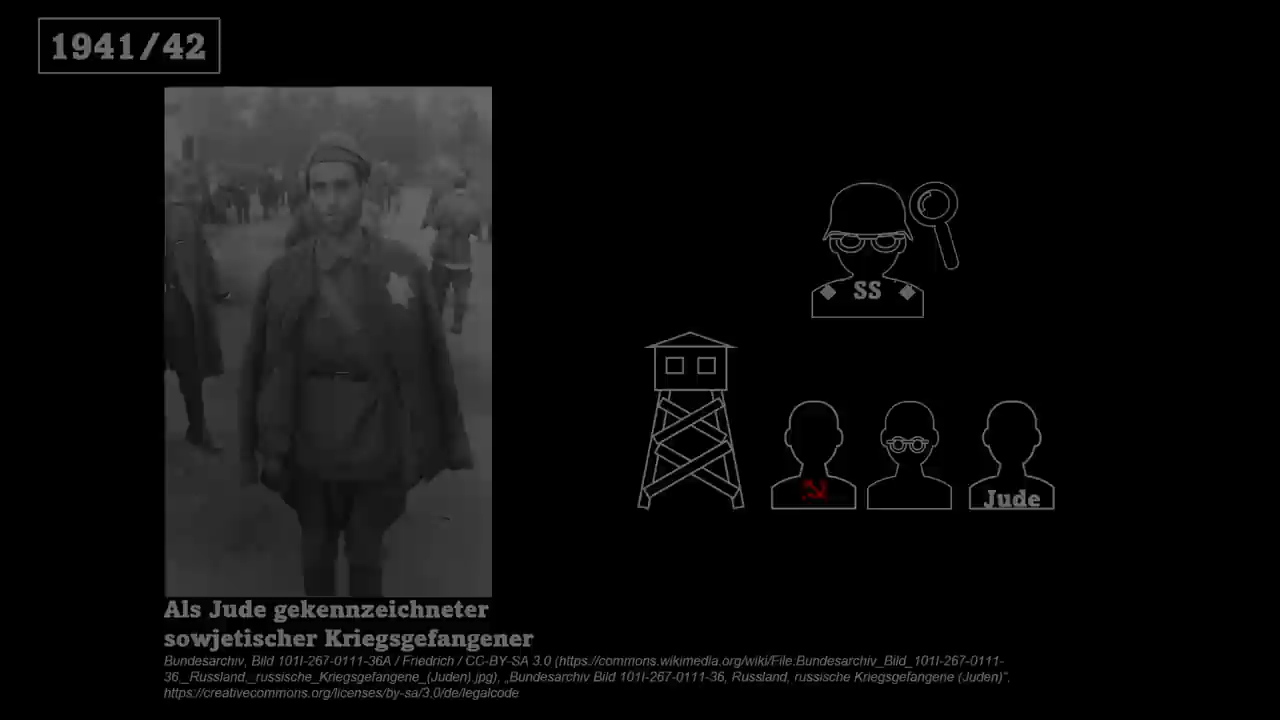 1941/42
SS
Jude
Als Jude gekennzeichneter
sowjetischer Kriegsgefangener
Bundesarchiv, Bild 101I-267-0111-36A / Friedrich / CC-BY-SA 3.0 (https://commons.wikimedia.org/wiki/File:Bundesarchiv_Bild_101I-267-0111-
36,_Russland,_russische_Kriegsgefangene_(Juden).jpg), „Bundesarchiv Bild 101I-267-0111-36, Russland, russische Kriegsgefangene (Juden)",
https://creativecommons.org/licenses/by-sa/3.0/de/legalcode